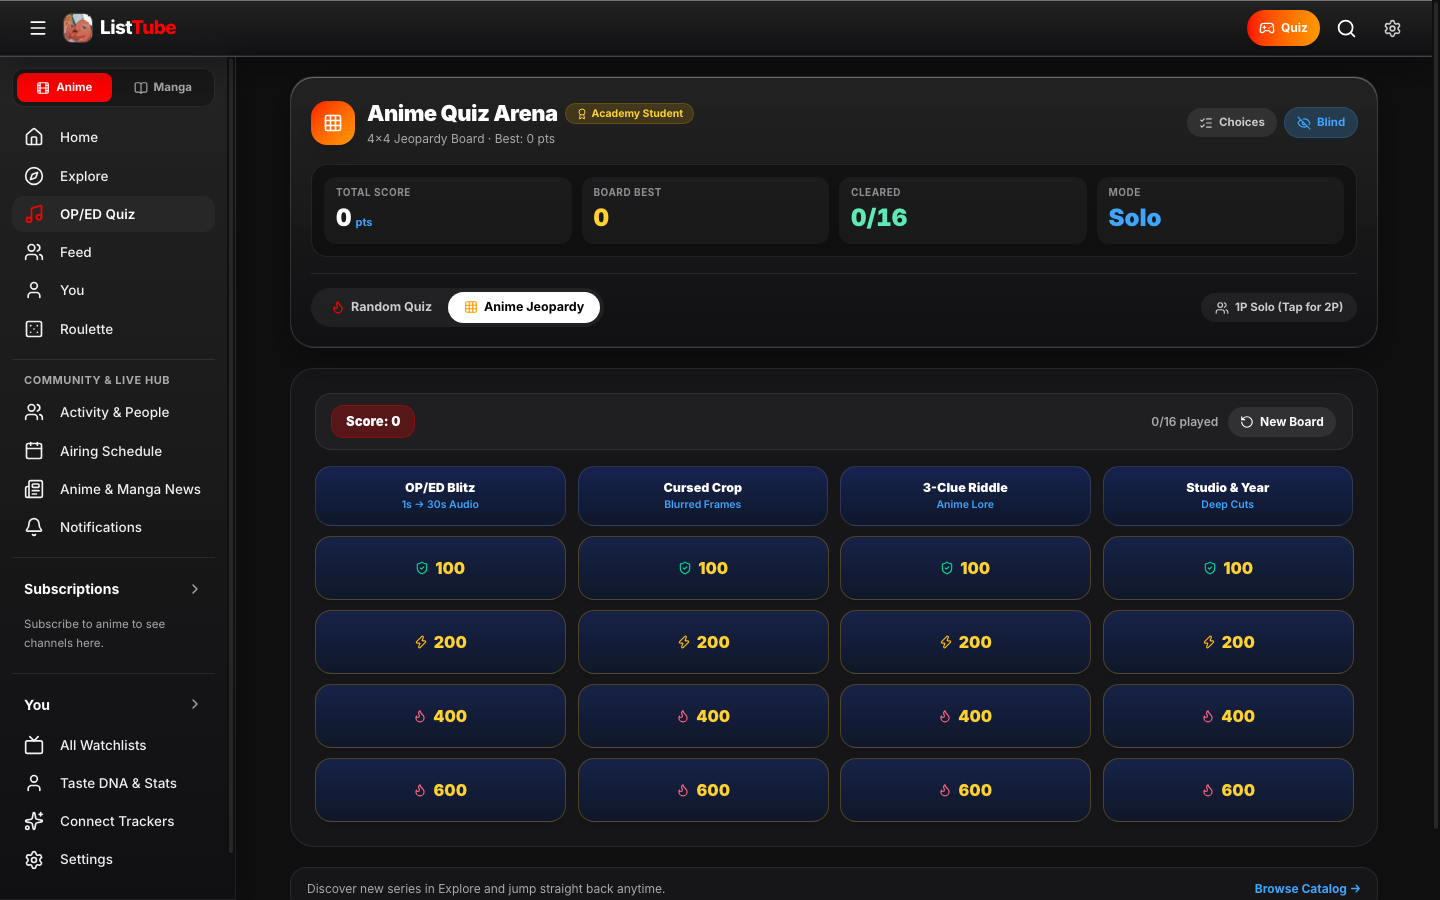 ListTube
Quiz
Anime
Manga
Home
Explore
OP/ED Quiz
Feed
You
Roulette
COMMUNITY & LIVE HUB
Activity & People
Airing Schedule
Anime & Manga News
Notifications
Subscriptions
Subscribe to anime to see
channels here.
You
All Watchlists
Taste DNA & Stats
Connect Trackers
Settings
Anime Quiz Arena
Academy Student
4×4 Jeopardy Board · Best: 0 pts
Choices
Blind
TOTAL SCORE
0 pts
BOARD BEST
0
CLEARED
0/16
MODE
Solo
Random Quiz
Anime Jeopardy
1P Solo (Tap for 2P)
Score: 0
0/16 played
New Board
OP/ED Blitz
1s → 30s Audio
Cursed Crop
Blurred Frames
3-Clue Riddle
Anime Lore
Studio & Year
Deep Cuts
100
100
100
100
200
200
200
200
400
400
400
400
600
600
600
600
Discover new series in Explore and jump straight back anytime.
Browse Catalog →